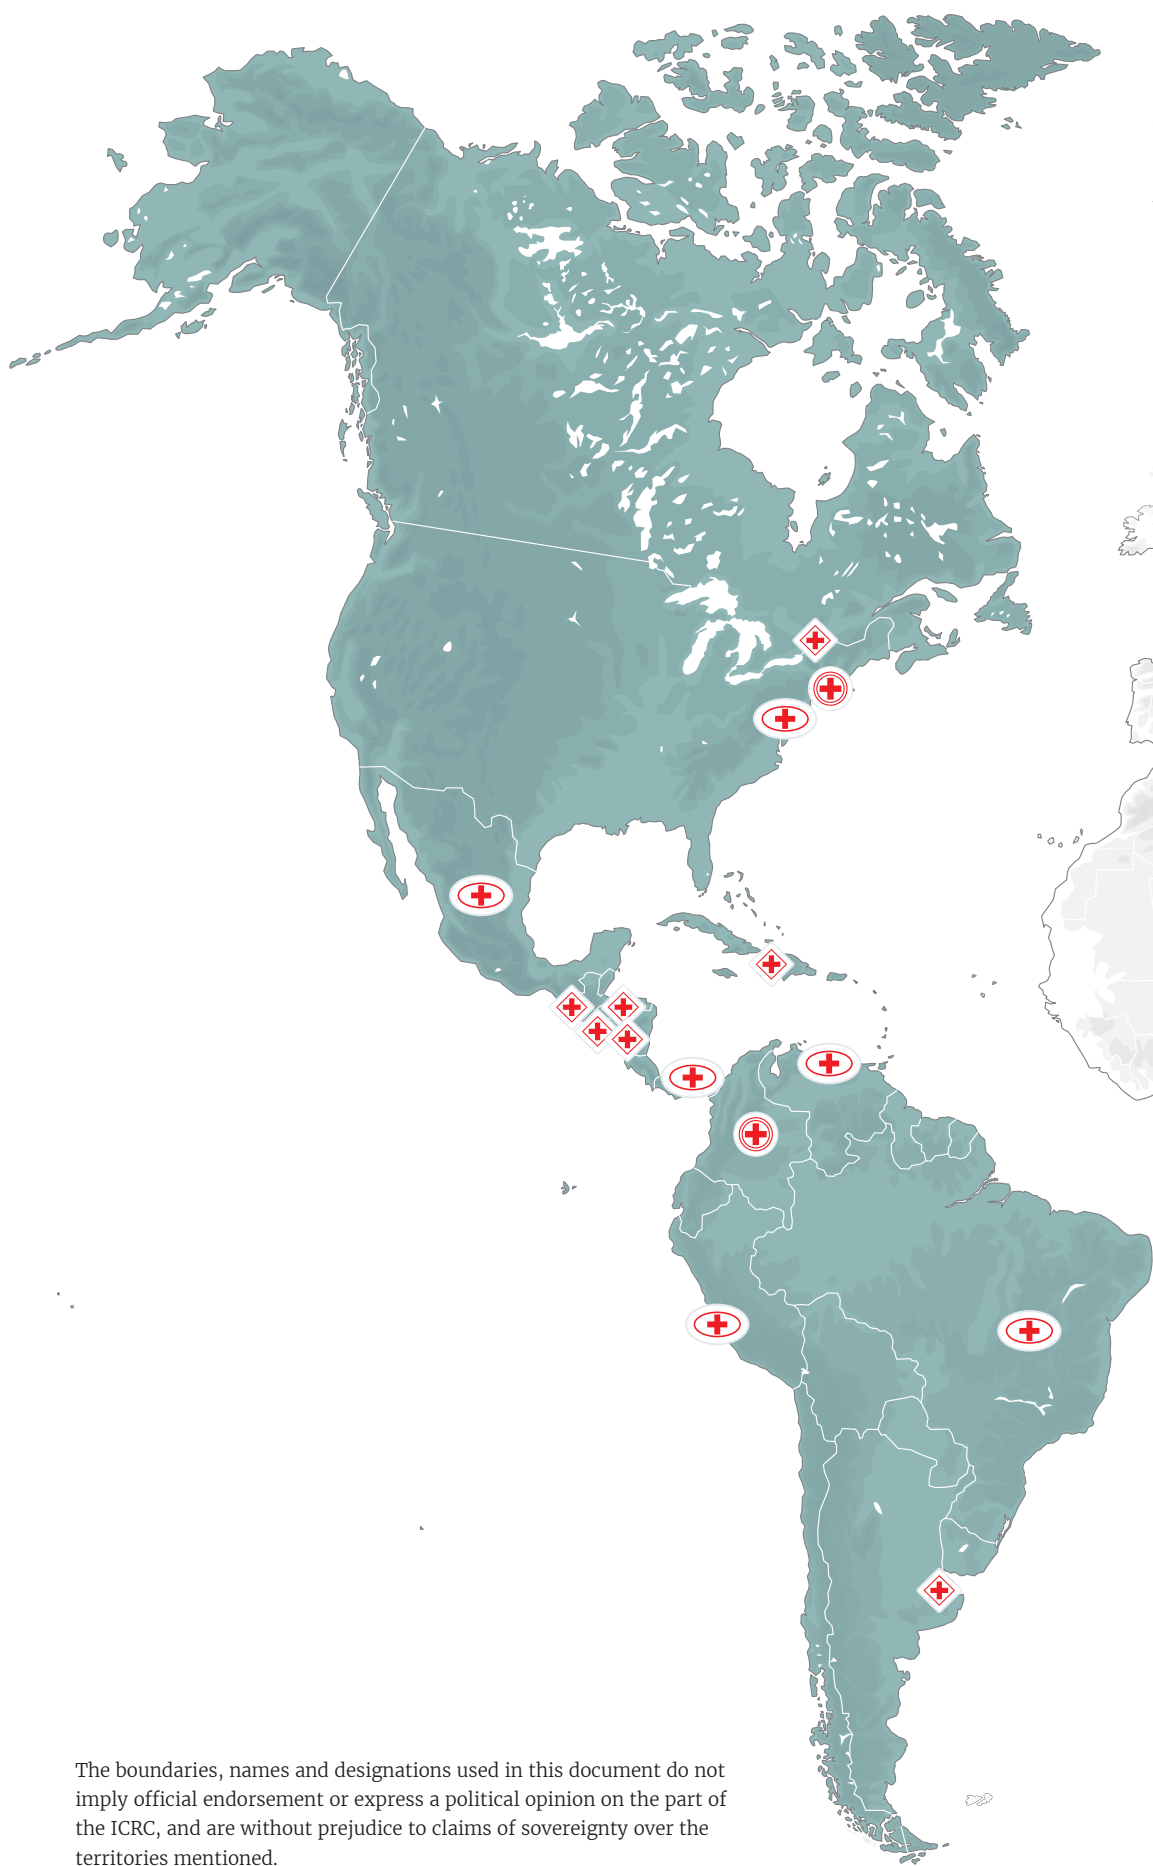 The boundaries, names and designations used in this document do not
imply official endorsement or express a political opinion on the part of
the ICRC, and are without prejudice to claims of sovereignty over the
territories mentioned.